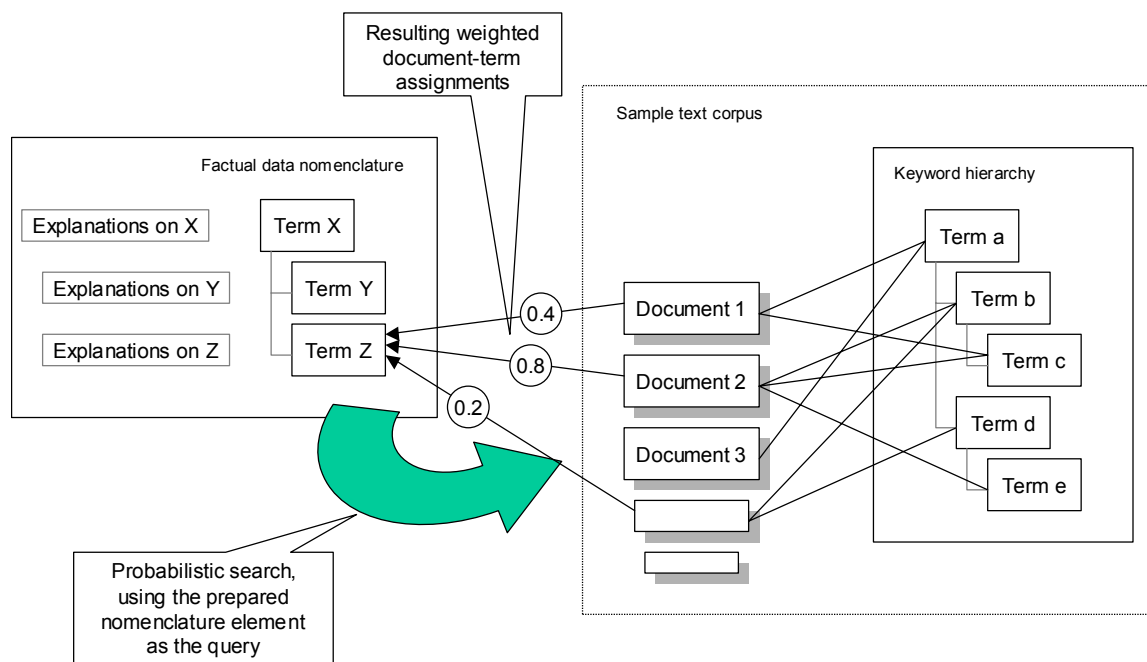 Resulting weighted
document-term
assignments
Sample text corpus
Factual data nomenclature
Keyword hierarchy
Explanations on X
Term X
Term a
Explanations on Y
Term Y
Document 1
Term b
0.4
Explanations on Z
Term Z
Term c
0.8
Document 2
0.2
Term d
Document 3
Term e
Probabilistic search,
using the prepared
nomenclature element
as the query